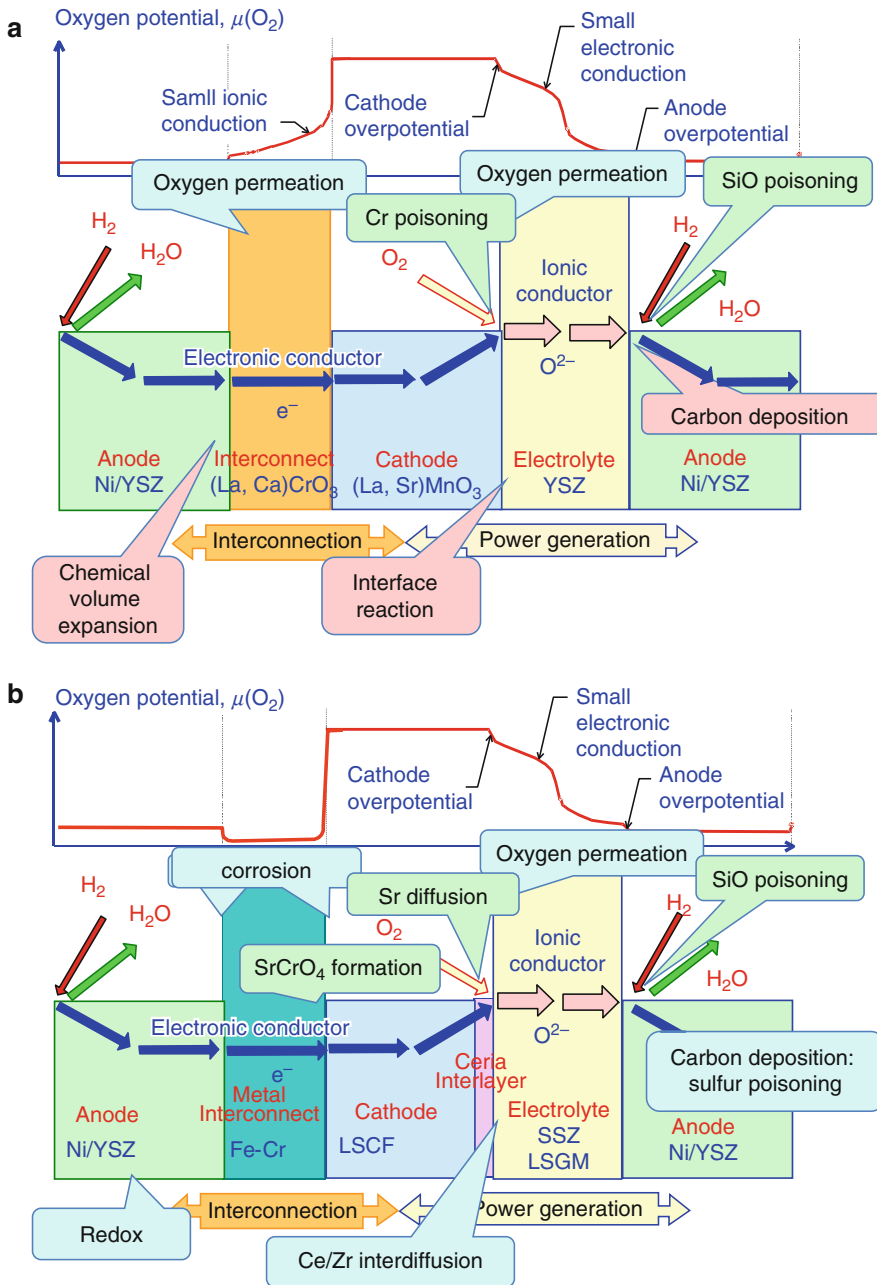 a
Oxygen potential, μ(O₂)
Small
electronic
conduction
Samll ionic
conduction
Cathode
overpotential
Anode
overpotential
Oxygen permeation
Oxygen permeation
SiO poisoning
Cr poisoning
H₂
H₂O
O₂
Ionic
conductor
H₂
H₂O
Electronic conductor
e⁻
O²⁻
Carbon deposition
Anode
Ni/YSZ
Interconnect
(La, Ca)CrO₃
Cathode
(La, Sr)MnO₃
Electrolyte
YSZ
Anode
Ni/YSZ
Interconnection
Power generation
Chemical
volume
expansion
Interface
reaction
b
Oxygen potential, μ(O₂)
Small
electronic
conduction
Cathode
overpotential
Anode
overpotential
Oxygen permeation
corrosion
Sr diffusion
SiO poisoning
H₂
H₂O
O₂
SrCrO₄ formation
Ionic
conductor
H₂
H₂O
Electronic conductor
e⁻
O²⁻
Ceria
Interlayer
Carbon deposition:
sulfur poisoning
Anode
Ni/YSZ
Metal
Interconnect
Fe-Cr
Cathode
LSCF
Electrolyte
SSZ
LSGM
Anode
Ni/YSZ
Interconnection
Power generation
Redox
Ce/Zr interdiffusion